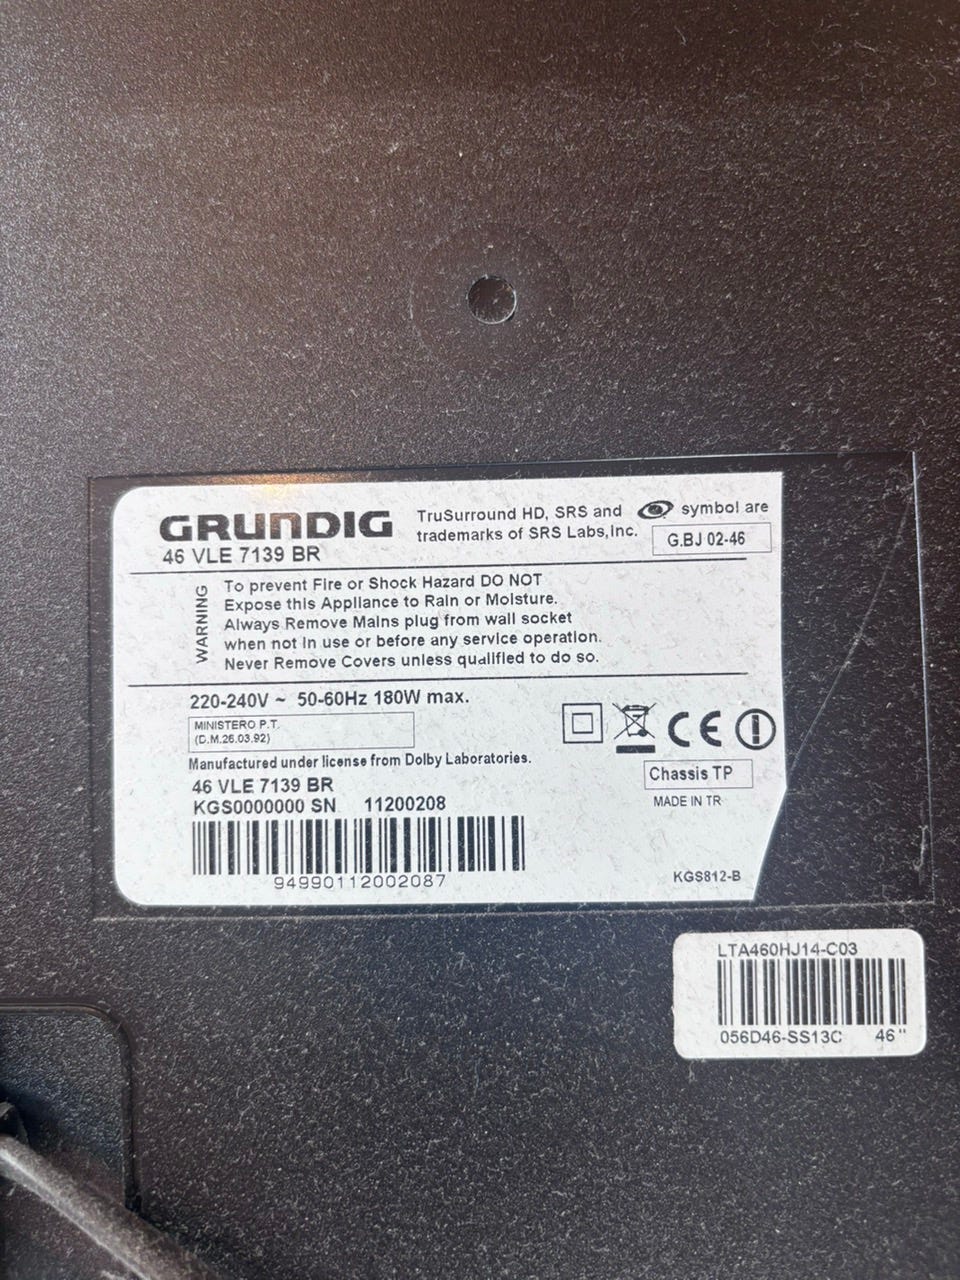 GRUNDIG
46 VLE 7139 BR
TruSurround HD, SRS and symbol are
trademarks of SRS Labs,Inc.
G.BJ 02-46
WARNING
To prevent Fire or Shock Hazard DO NOT
Expose this Appliance to Rain or Moisture.
Always Remove Mains plug from wall socket
when not in use or before any service operation.
Never Remove Covers unless qualified to do so.
220-240V ~ 50-60Hz 180W max.
MINISTERO P.T.
(D.M.26.03.92)
Manufactured under license from Dolby Laboratories.
CE
Chassis TP
MADE IN TR
46 VLE 7139 BR
KGS0000000 SN 11200208
94990112002087
KGS812-B
LTA460HJ14-C03
056D46-SS13C 46"